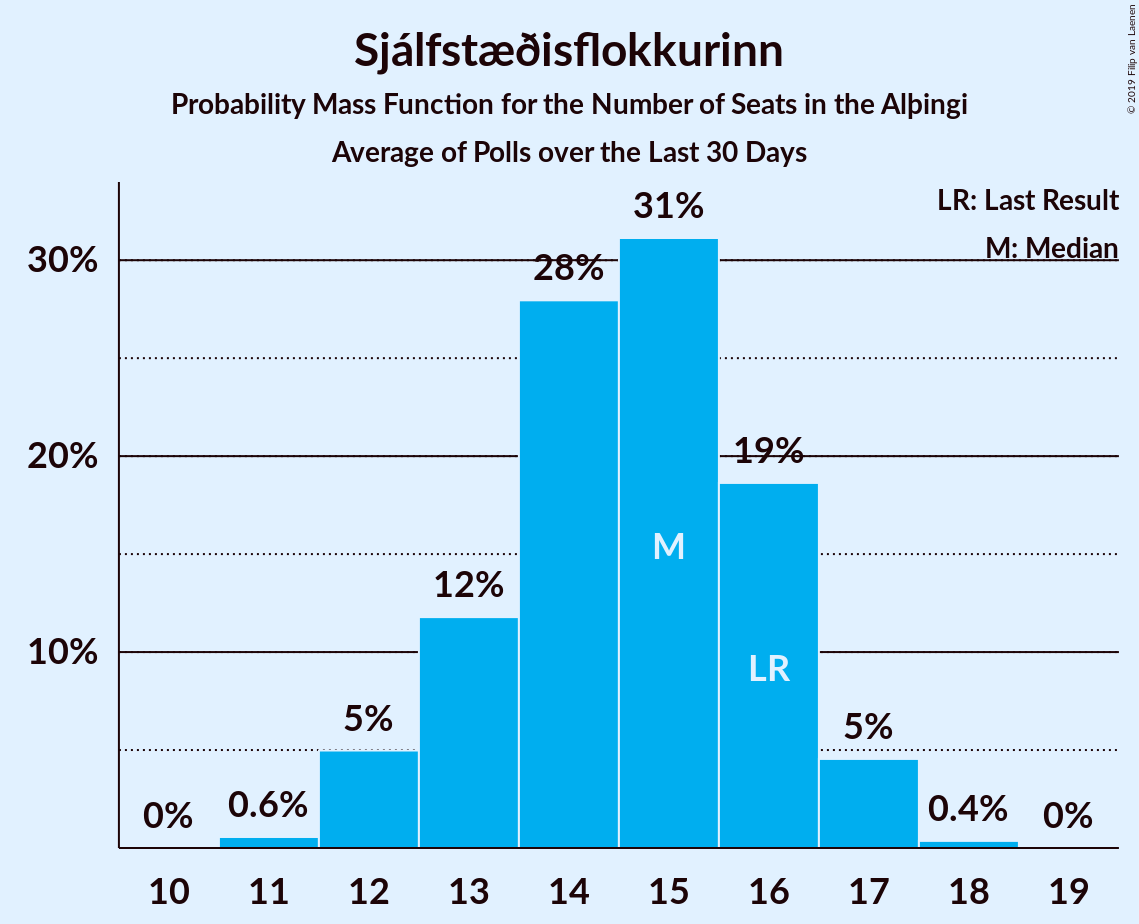 Sjálfstæðisflokkurinn
Probability Mass Function for the Number of Seats in the Alþingi
Average of Polls over the Last 30 Days
© 2019 Filip van Laenen
LR: Last Result
M: Median
30%
20%
10%
0%
0.6%
5%
12%
28%
31%
19%
5%
0.4%
0%
M
LR
10 11 12 13 14 15 16 17 18 19